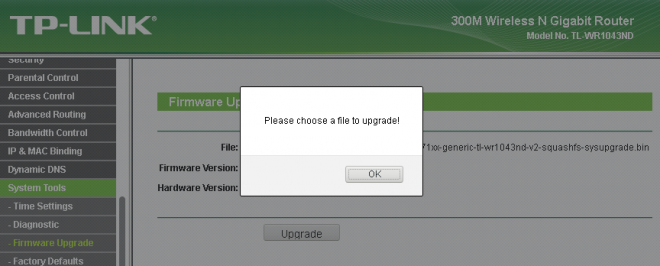 TP-LINK®
300M Wireless N Gigabit Router
Model No. TL-WR1043ND
Security
Parental Control
Access Control
Advanced Routing
Bandwidth Control
IP & MAC Binding
Dynamic DNS
System Tools
- Time Settings
- Diagnostic
- Firmware Upgrade
- Factory Defaults
Firmware Up
File:
71xx-generic-tl-wr1043nd-v2-squashfs-sysupgrade.bin
Firmware Version:
Hardware Version:
Upgrade
Please choose a file to upgrade!
OK